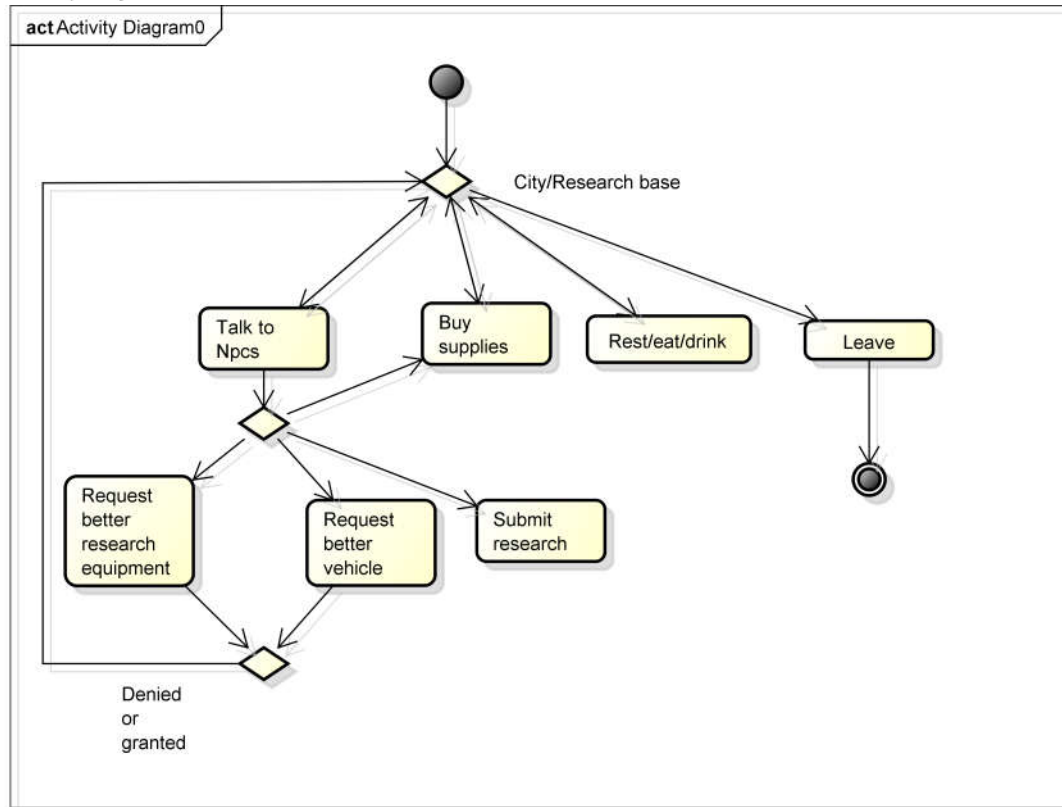 act Activity Diagram0
City/Research base
Talk to
Npcs
Buy
supplies
Rest/eat/drink
Leave
Request
better
research
equipment
Request
better
vehicle
Submit
research
Denied
or
granted